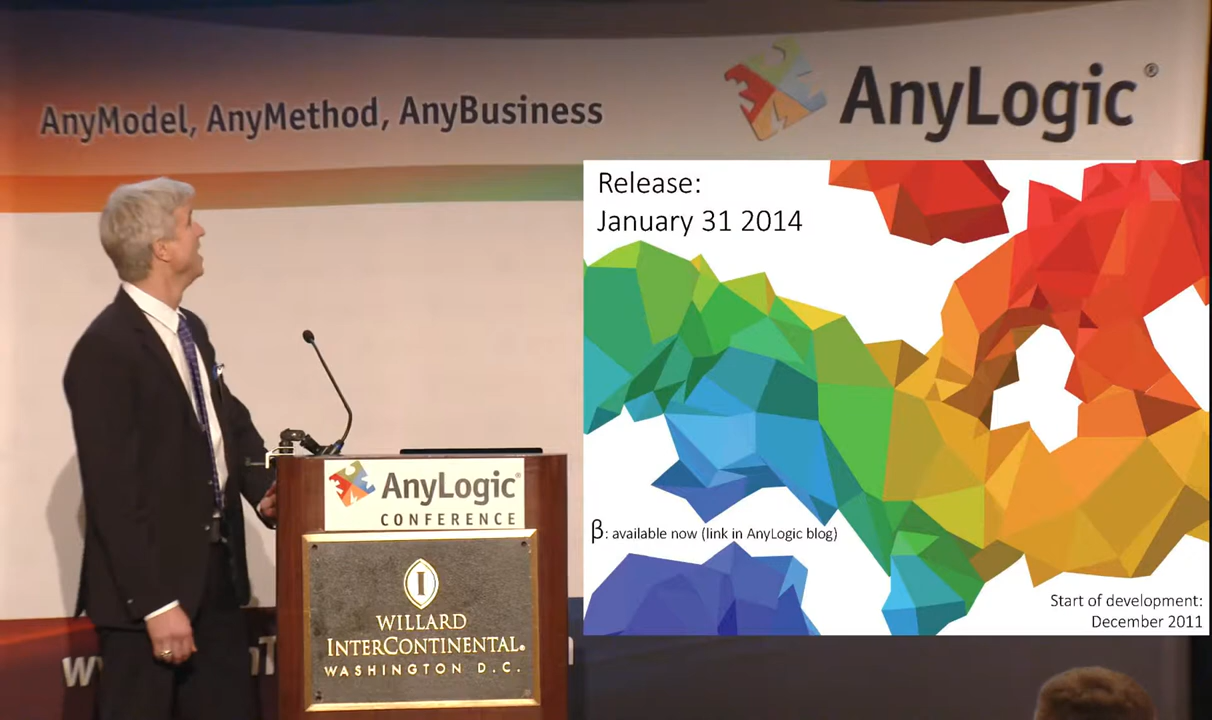 AnyModel, AnyMethod, AnyBusiness
AnyLogic®
Release:
January 31 2014
β: available now (link in AnyLogic blog)
Start of development:
December 2011
AnyLogic®
CONFERENCE
I
WILLARD
INTERCONTINENTAL.
WASHINGTON D.C.